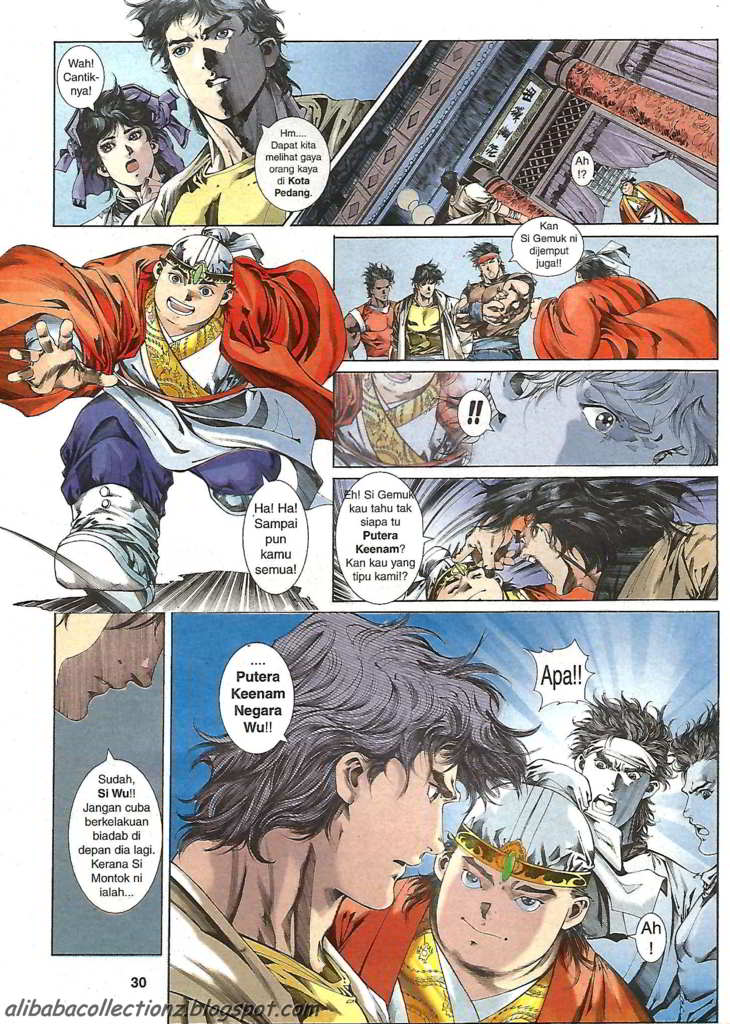 Wah!
Cantik-
nya!
Hm....
Dapat kita
melihat gaya
orang kaya
di Kota
Pedang.
Ah
!?
Kan
Si Gemuk ni
dijemput
juga!!
!!
Ha! Ha!
Sampai
pun
kamu
semua!
Eh! Si Gemuk
kau tahu tak
siapa tu
Putera
Keenam?
Kan kau yang
tipu kami!?
....
Putera
Keenam
Negara
Wu!!
Apa!!
Sudah,
Si Wu!!
Jangan cuba
berkelakuan
biadab di
depan dia lagi.
Kerana Si
Montok ni
ialah...
Ah
!
30
alibabacollectionz.blogspot.com